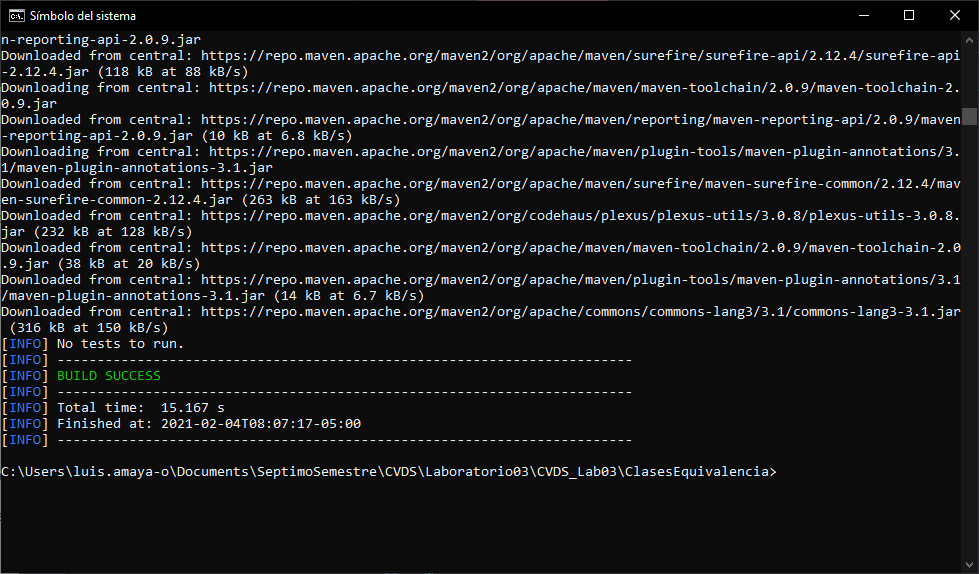 Símbolo del sistema
n-reporting-api-2.0.9.jar
Downloaded from central: https://repo.maven.apache.org/maven2/org/apache/maven/surefire/surefire-api/2.12.4/surefire-api
-2.12.4.jar (118 kB at 88 kB/s)
Downloading from central: https://repo.maven.apache.org/maven2/org/apache/maven/maven-toolchain/2.0.9/maven-toolchain-2.
0.9.jar
Downloaded from central: https://repo.maven.apache.org/maven2/org/apache/maven/reporting/maven-reporting-api/2.0.9/maven
-reporting-api-2.0.9.jar (10 kB at 6.8 kB/s)
Downloading from central: https://repo.maven.apache.org/maven2/org/apache/maven/plugin-tools/maven-plugin-annotations/3.
1/maven-plugin-annotations-3.1.jar
Downloaded from central: https://repo.maven.apache.org/maven2/org/apache/maven/surefire/maven-surefire-common/2.12.4/mav
en-surefire-common-2.12.4.jar (263 kB at 163 kB/s)
Downloaded from central: https://repo.maven.apache.org/maven2/org/codehaus/plexus/plexus-utils/3.0.8/plexus-utils-3.0.8.
jar (232 kB at 128 kB/s)
Downloaded from central: https://repo.maven.apache.org/maven2/org/apache/maven/maven-toolchain/2.0.9/maven-toolchain-2.0
.9.jar (38 kB at 20 kB/s)
Downloaded from central: https://repo.maven.apache.org/maven2/org/apache/maven/plugin-tools/maven-plugin-annotations/3.1
/maven-plugin-annotations-3.1.jar (14 kB at 6.7 kB/s)
Downloaded from central: https://repo.maven.apache.org/maven2/org/apache/commons/commons-lang3/3.1/commons-lang3-3.1.jar
 (316 kB at 150 kB/s)
[INFO] No tests to run.
[INFO] ------------------------------------------------------------------------
[INFO] BUILD SUCCESS
[INFO] ------------------------------------------------------------------------
[INFO] Total time:  15.167 s
[INFO] Finished at: 2021-02-04T08:07:17-05:00
[INFO] ------------------------------------------------------------------------
C:\Users\luis.amaya-o\Documents\SeptimoSemestre\CVDS\Laboratorio03\CVDS_Lab03\ClasesEquivalencia>